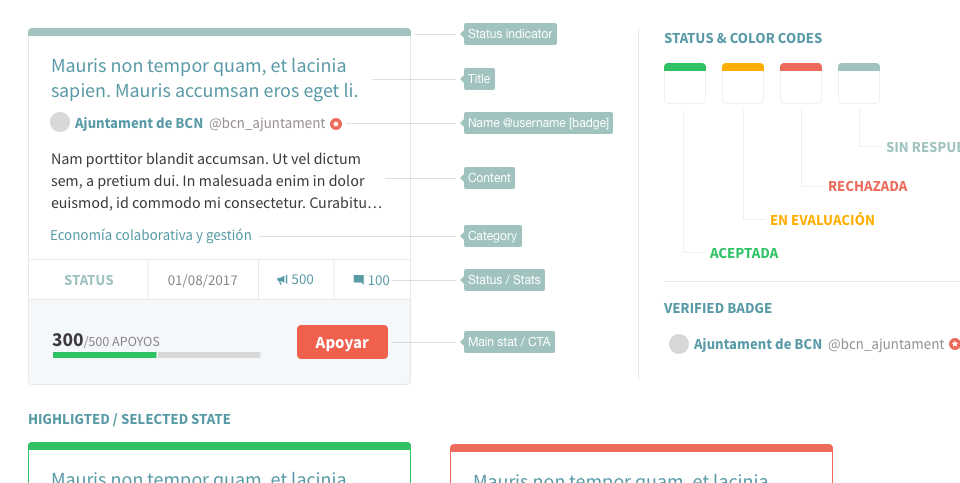 Mauris non tempor quam, et lacinia
sapien. Mauris accumsan eros eget li.
Ajuntament de BCN @bcn_ajuntament
Nam porttitor blandit accumsan. Ut vel dictum
sem, a pretium dui. In malesuada enim in dolor
euismod, id commodo mi consectetur. Curabitu…
Economía colaborativa y gestión
STATUS 01/08/2017 500 100
300/500 APOYOS
Apoyar
Status indicator
Title
Name @username [badge]
Content
Category
Status / Stats
Main stat / CTA
STATUS & COLOR CODES
SIN RESPUE
RECHAZADA
EN EVALUACIÓN
ACEPTADA
VERIFIED BADGE
Ajuntament de BCN @bcn_ajuntament
HIGHLIGTED / SELECTED STATE
Mauris non tempor quam, et lacinia
Mauris non tempor quam, et lacinia